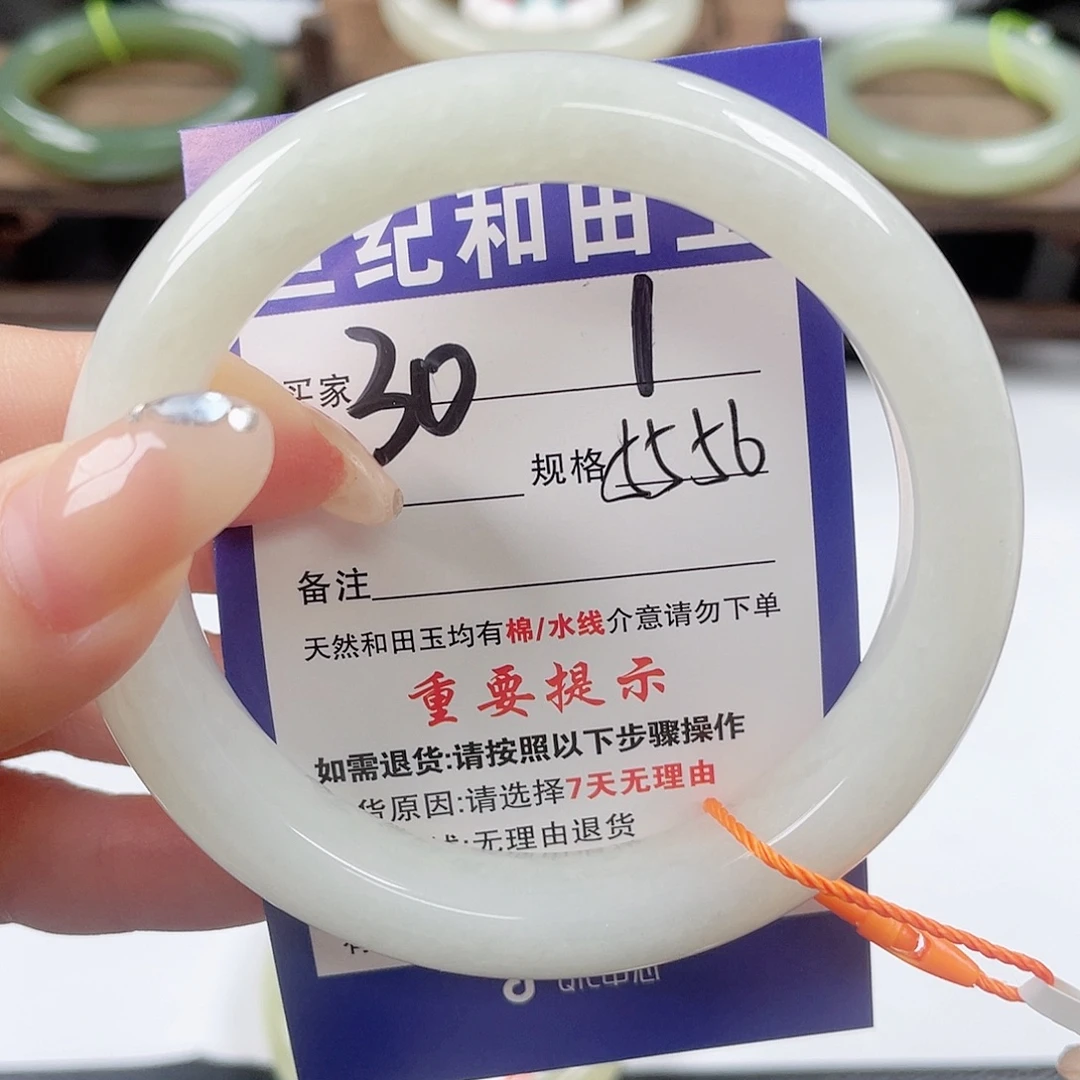 纪和田
买家 30 1
规格 5556
备注
天然和田玉均有棉/水线介意请勿下单
重要提示
如需退货:请按照以下步骤操作
货原因:请选择7天无理由
:无理由退货